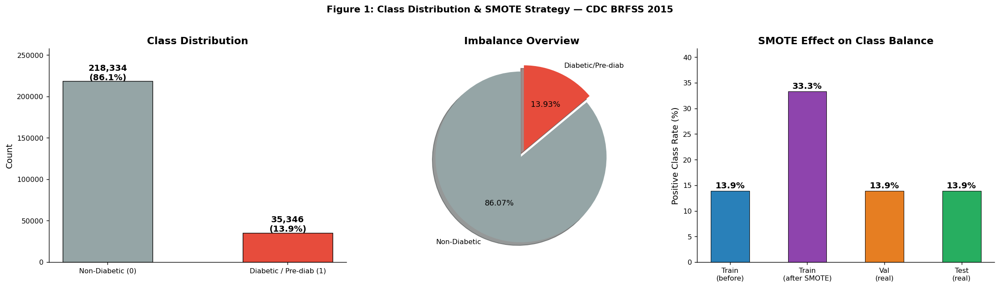 Figure 1: Class Distribution & SMOTE Strategy — CDC BRFSS 2015
Class Distribution
250000
200000
150000
100000
50000
0
Count
218,334
(86.1%)
35,346
(13.9%)
Non-Diabetic (0)
Diabetic / Pre-diab (1)
Imbalance Overview
Diabetic/Pre-diab
13.93%
86.07%
Non-Diabetic
SMOTE Effect on Class Balance
40
35
30
25
20
15
10
5
0
Positive Class Rate (%)
13.9%
33.3%
13.9%
13.9%
Train
(before)
Train
(after SMOTE)
Val
(real)
Test
(real)